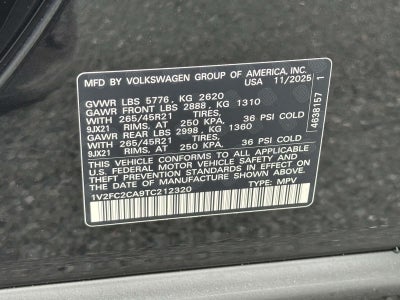 MFD. BY VOLKSWAGEN GROUP OF AMERICA, INC.
USA 11/2025
GVWR LBS 5776, KG 2620
GAWR FRONT LBS 2888, KG 1310
WITH 265/45R21 TIRES,
9JX21 RIMS, AT 250 KPA, 36 PSI COLD
GAWR REAR LBS 2998, KG 1360
WITH 265/45R21 TIRES,
9JX21 RIMS, AT 250 KPA, 36 PSI COLD
THIS VEHICLE CONFORMS TO ALL APPLICABLE
U.S. FEDERAL MOTOR VEHICLE SAFETY AND
THEFT PREVENTION STANDARDS IN EFFECT ON THE
DATE OF MANUFACTURE SHOWN ABOVE.
1V2FC2CA9TC212320 TYPE: MPV
4638157 1